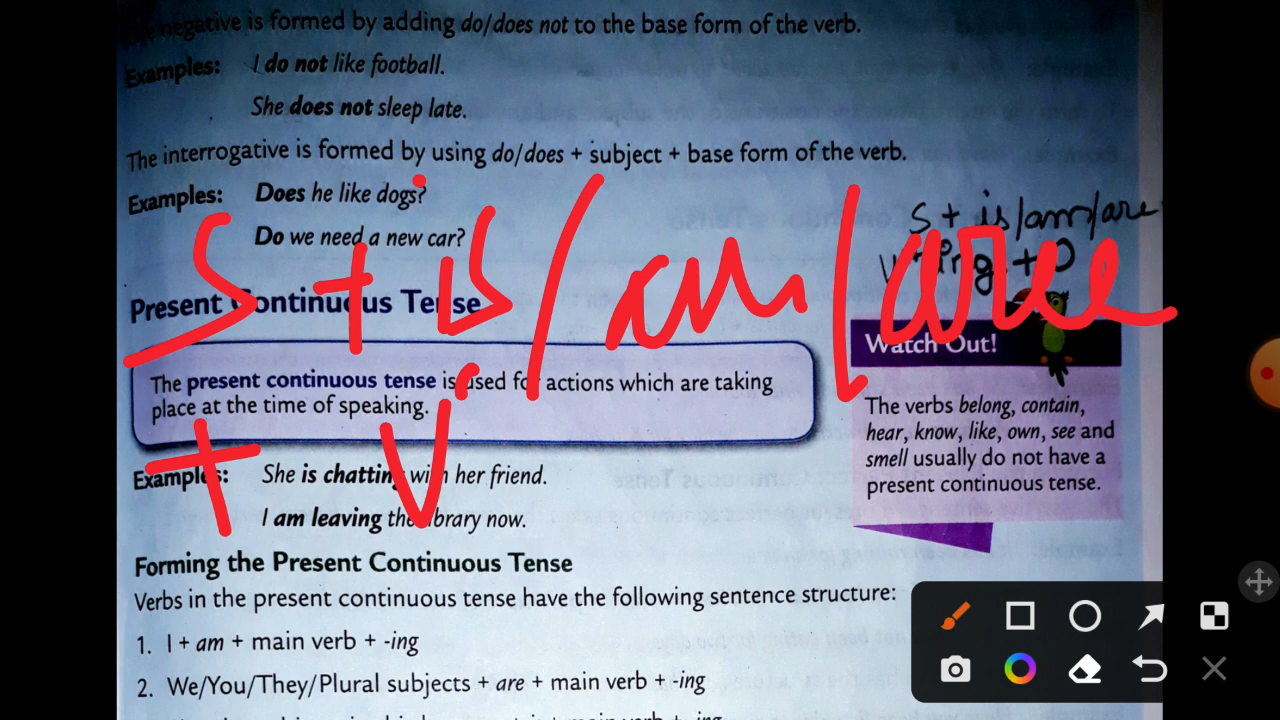 The negative is formed by adding do/does not to the base form of the verb.
Examples: I do not like football.
She does not sleep late.
The interrogative is formed by using do/does + subject + base form of the verb.
Examples: Does he like dogs?
Do we need a new car?
S + is/am/are
+ O
S + is/am/are
+ V
Present Continuous Tense
The present continuous tense is used for actions which are taking
place at the time of speaking.
Watch Out!
The verbs belong, contain,
hear, know, like, own, see and
smell usually do not have a
present continuous tense.
Examples: She is chatting with her friend.
I am leaving the library now.
Forming the Present Continuous Tense
Verbs in the present continuous tense have the following sentence structure:
1. I + am + main verb + -ing
2. We/You/They/Plural subjects + are + main verb + -ing